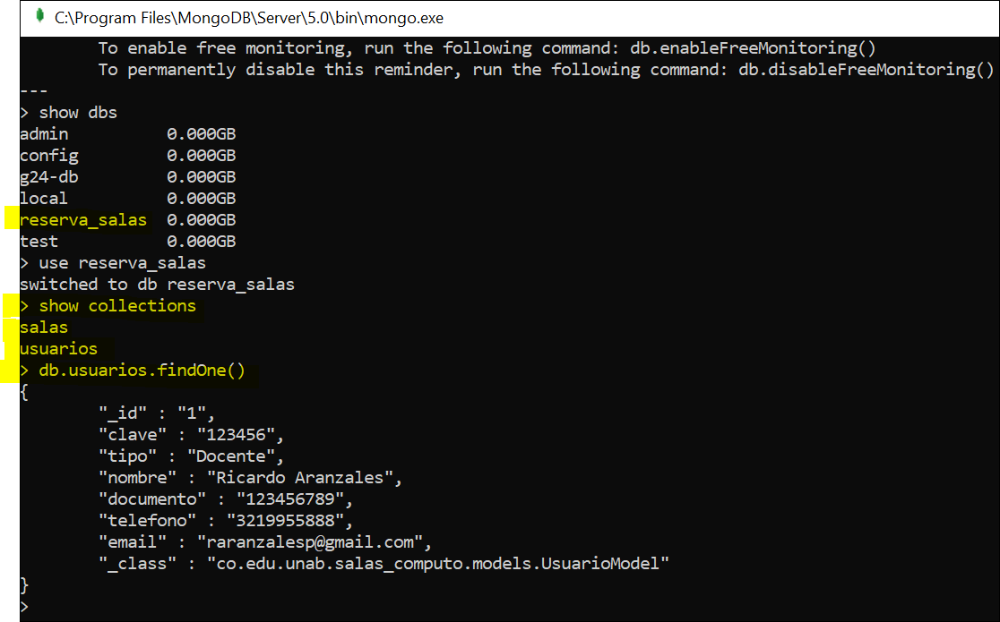 C:\Program Files\MongoDB\Server\5.0\bin\mongo.exe
To enable free monitoring, run the following command: db.enableFreeMonitoring()
To permanently disable this reminder, run the following command: db.disableFreeMonitoring()
---
> show dbs
admin 0.000GB
config 0.000GB
g24-db 0.000GB
local 0.000GB
reserva_salas 0.000GB
test 0.000GB
> use reserva_salas
switched to db reserva_salas
> show collections
salas
usuarios
> db.usuarios.findOne()
{
"_id" : "1",
"clave" : "123456",
"tipo" : "Docente",
"nombre" : "Ricardo Aranzales",
"documento" : "123456789",
"telefono" : "3219955888",
"email" : "raranzalesp@gmail.com",
"_class" : "co.edu.unab.salas_computo.models.UsuarioModel"
}
>